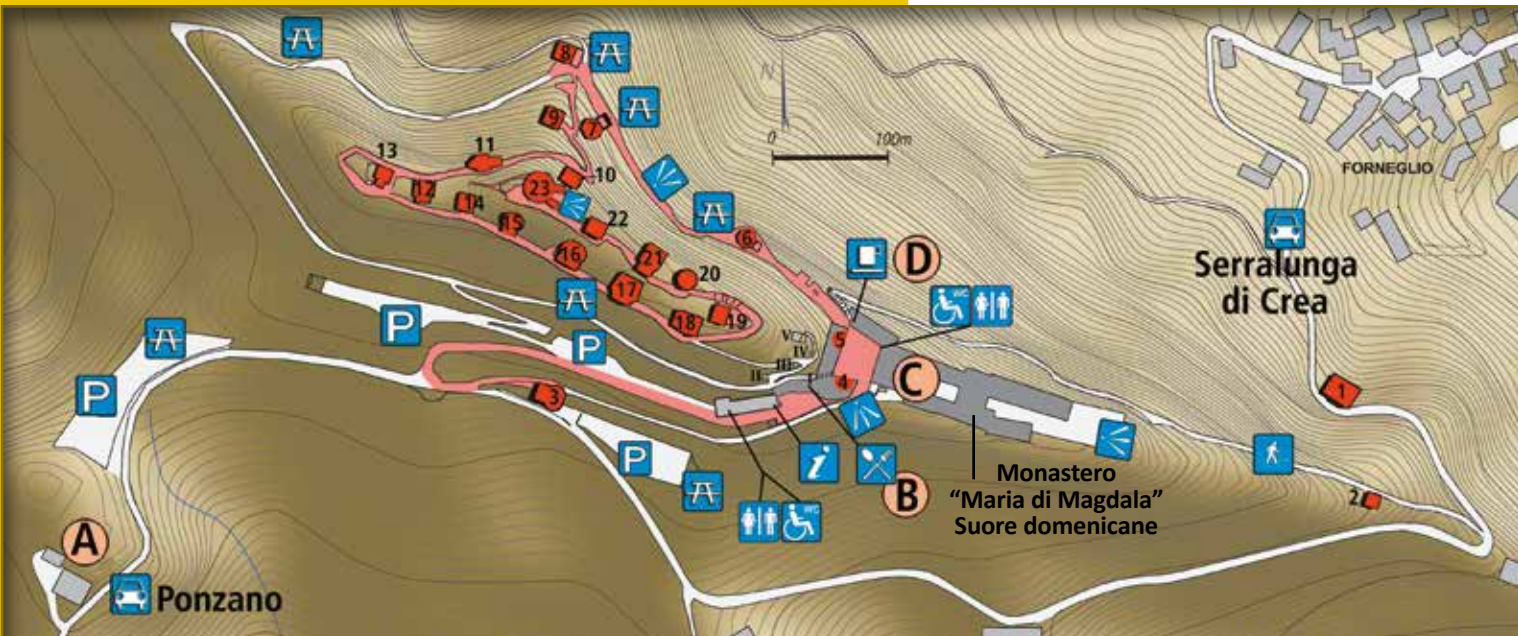 8
9
7
N
0
100m
FORNEGLIO
13
11
10
12
23
14
22
15
6
16
21
20
D
Serralunga
di Crea
17
WC
18
19
P
P
5
V
IV
III
II
I
4
C
P
3
1
P
i
B
Monastero
“Maria di Magdala”
Suore domenicane
2
WC
A
Ponzano